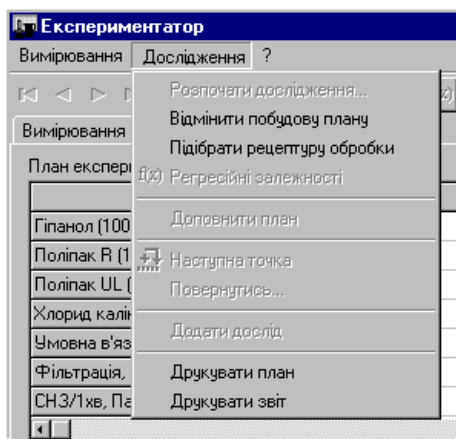 Експериментатор
Вимірювання Дослідження ?
Розпочати дослідження...
Відмінити побудову плану
Підібрати рецептуру обробки
f(x) Регресійні залежності
Доповнити план
Наступна точка
Повернутись...
Додати дослід
Друкувати план
Друкувати звіт
x)
Вимірювання
План експери
Гіпанол (100
Поліпак R (1
Поліпак UL (
Хлорид калі
Умовна в'яз
Фільтрація,
СНЗ/1хв, Па